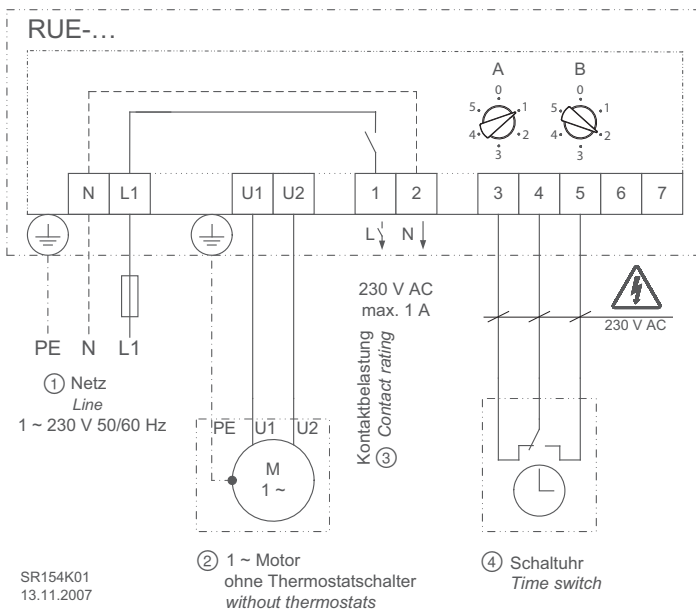 RUE-...
A B
0 0
5 1 5 1
4 2 4 2
3 3
N L1 U1 U2 1 2 3 4 5 6 7
L N
230 V AC
max. 1 A
230 V AC
Kontaktbelastung
Contact rating
③
PE N L1
① Netz
Line
1 ~ 230 V 50/60 Hz
PE U1 U2
M
1 ~
② 1 ~ Motor
ohne Thermostatschalter
without thermostats
④ Schaltuhr
Time switch
SR154K01
13.11.2007